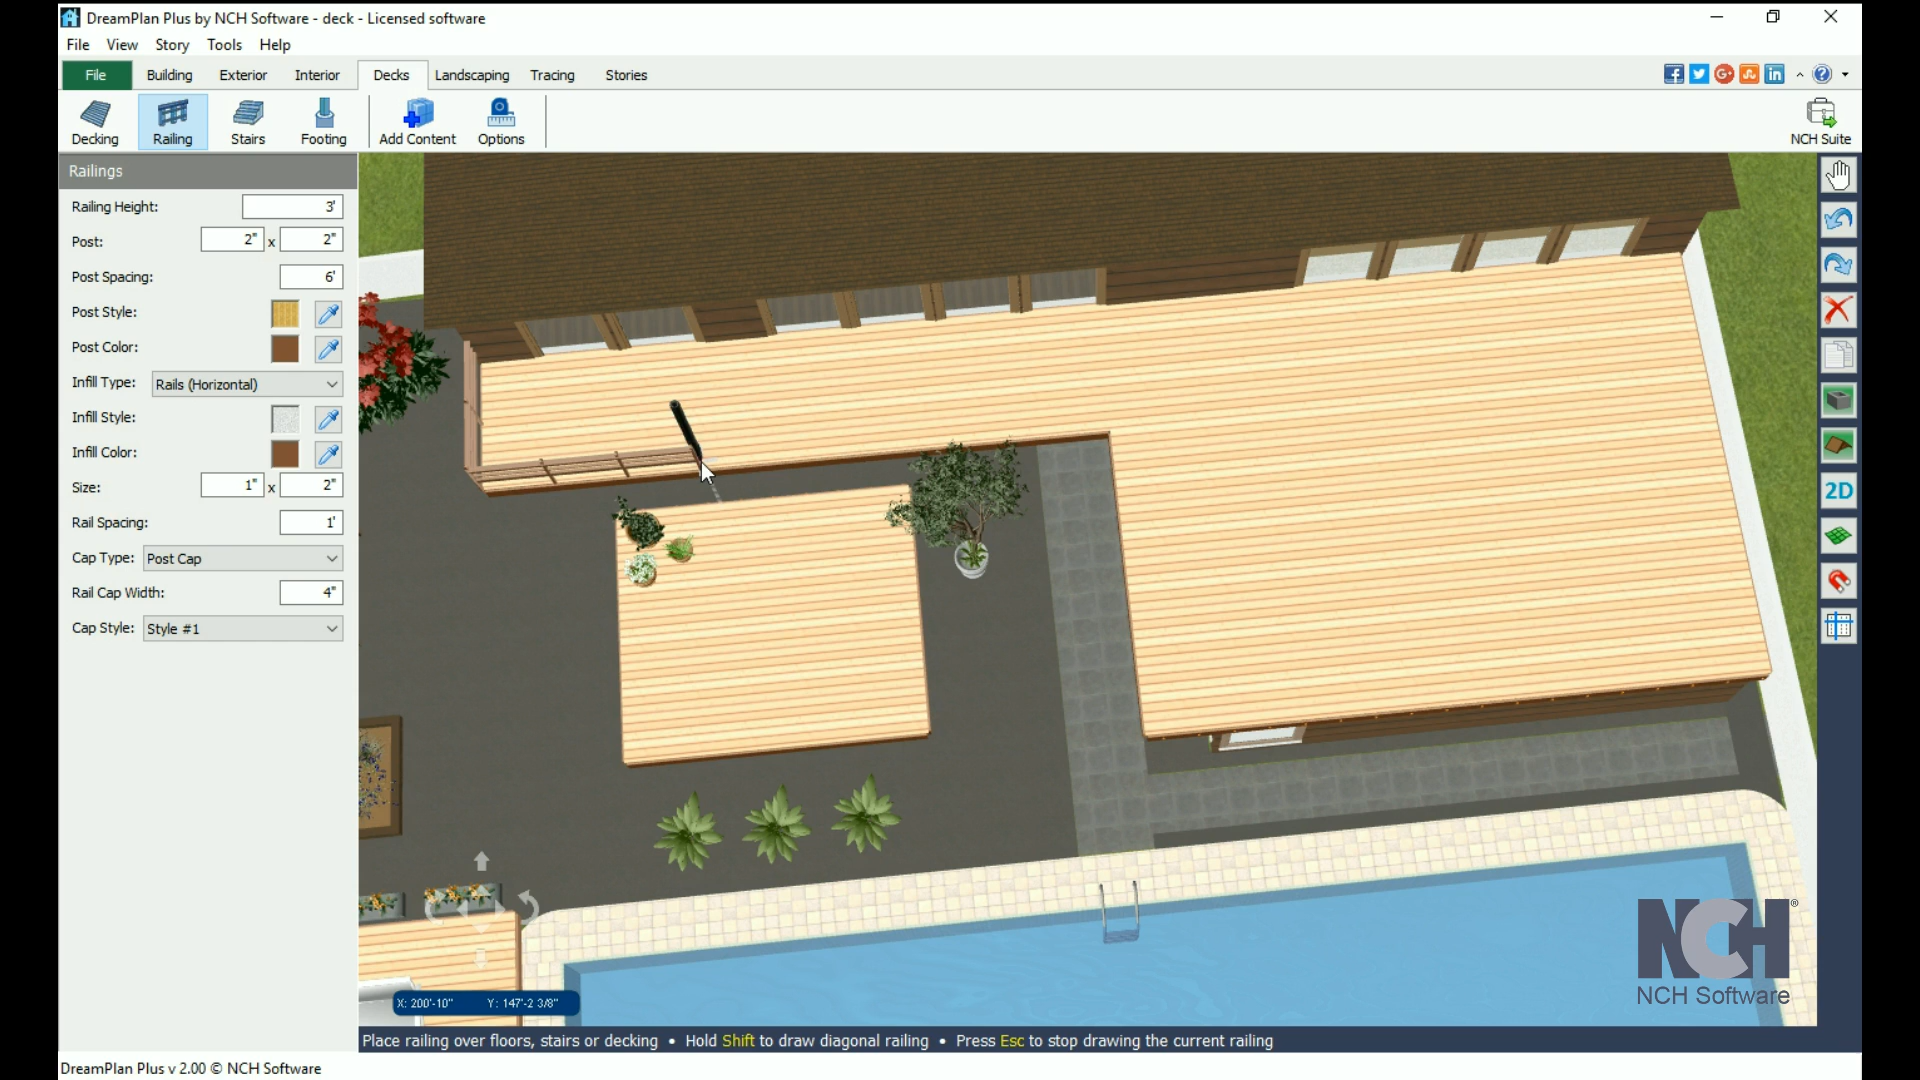 DreamPlan Plus by NCH Software - deck - Licensed software
File View Story Tools Help
File Building Exterior Interior Decks Landscaping Tracing Stories
Decking Railing Stairs Footing Add Content Options NCH Suite
Railings
Railing Height: 3'
Post: 2" x 2"
Post Spacing: 6'
Post Style:
Post Color:
Infill Type: Rails (Horizontal)
Infill Style:
Infill Color:
Size: 1" x 2"
Rail Spacing: 1'
Cap Type: Post Cap
Rail Cap Width: 4"
Cap Style: Style #1
2D
NCH®
NCH Software
X: 200'-10" Y: 147'-2 3/8"
Place railing over floors, stairs or decking • Hold Shift to draw diagonal railing • Press Esc to stop drawing the current railing
DreamPlan Plus v 2.00 © NCH Software